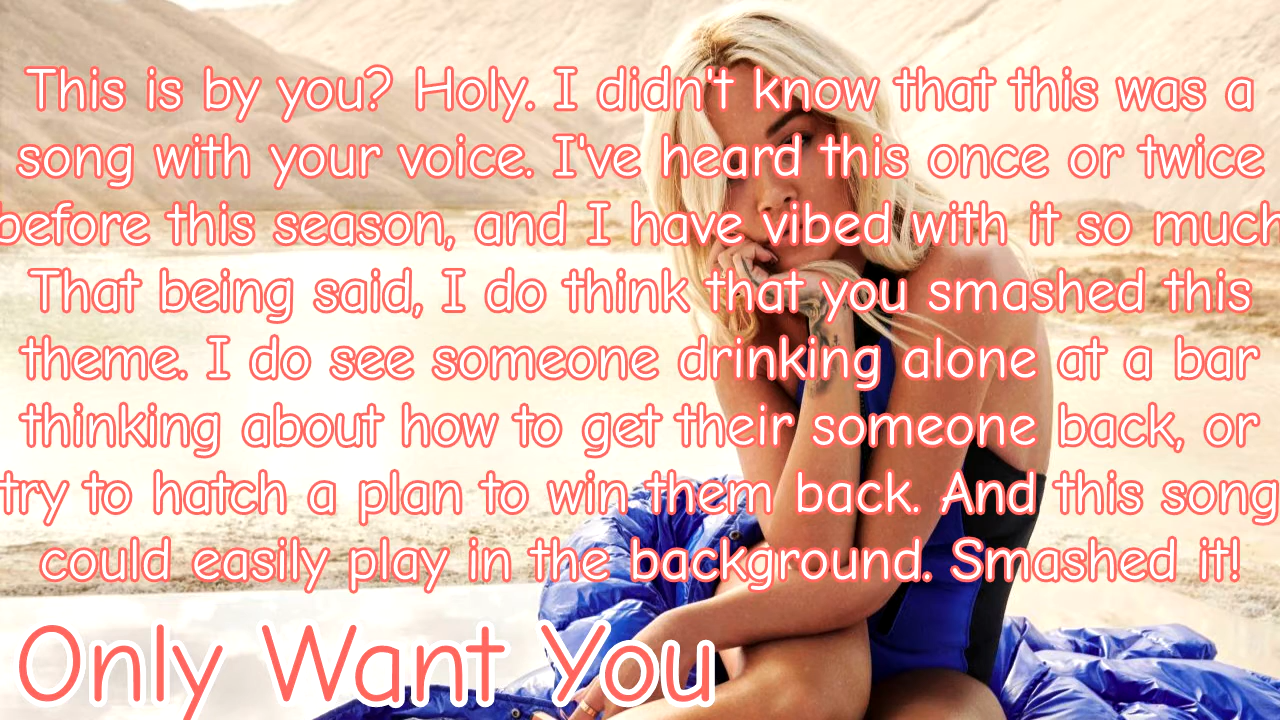 This is by you? Holy. I didn't know that this was a
song with your voice. I've heard this once or twice
before this season, and I have vibed with it so much
That being said, I do think that you smashed this
theme. I do see someone drinking alone at a bar
thinking about how to get their someone back, or
try to hatch a plan to win them back. And this song
could easily play in the background. Smashed it!
Only Want You